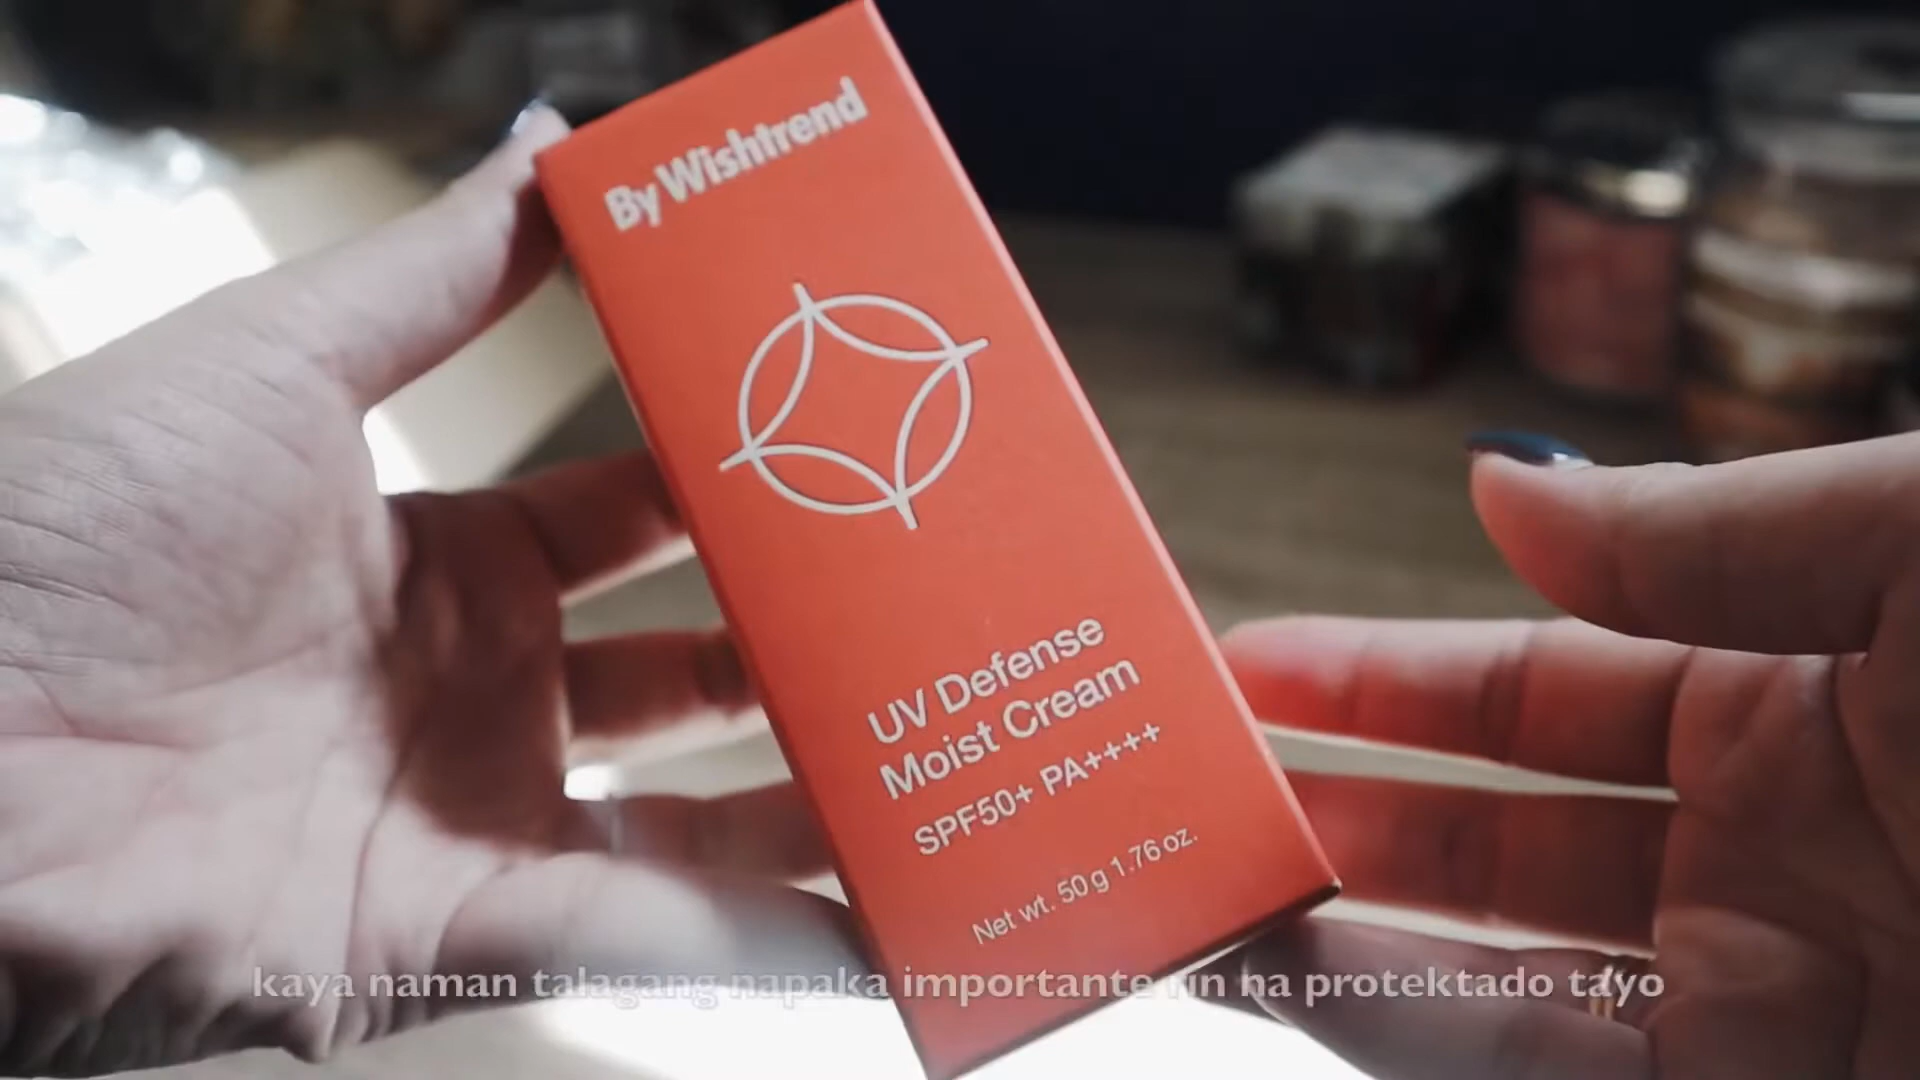 By Wishtrend
UV Defense
Moist Cream
SPF50+ PA++++
Net wt. 50g 1.76 oz.
kaya naman talagang napaka importante rin na protektado tayo